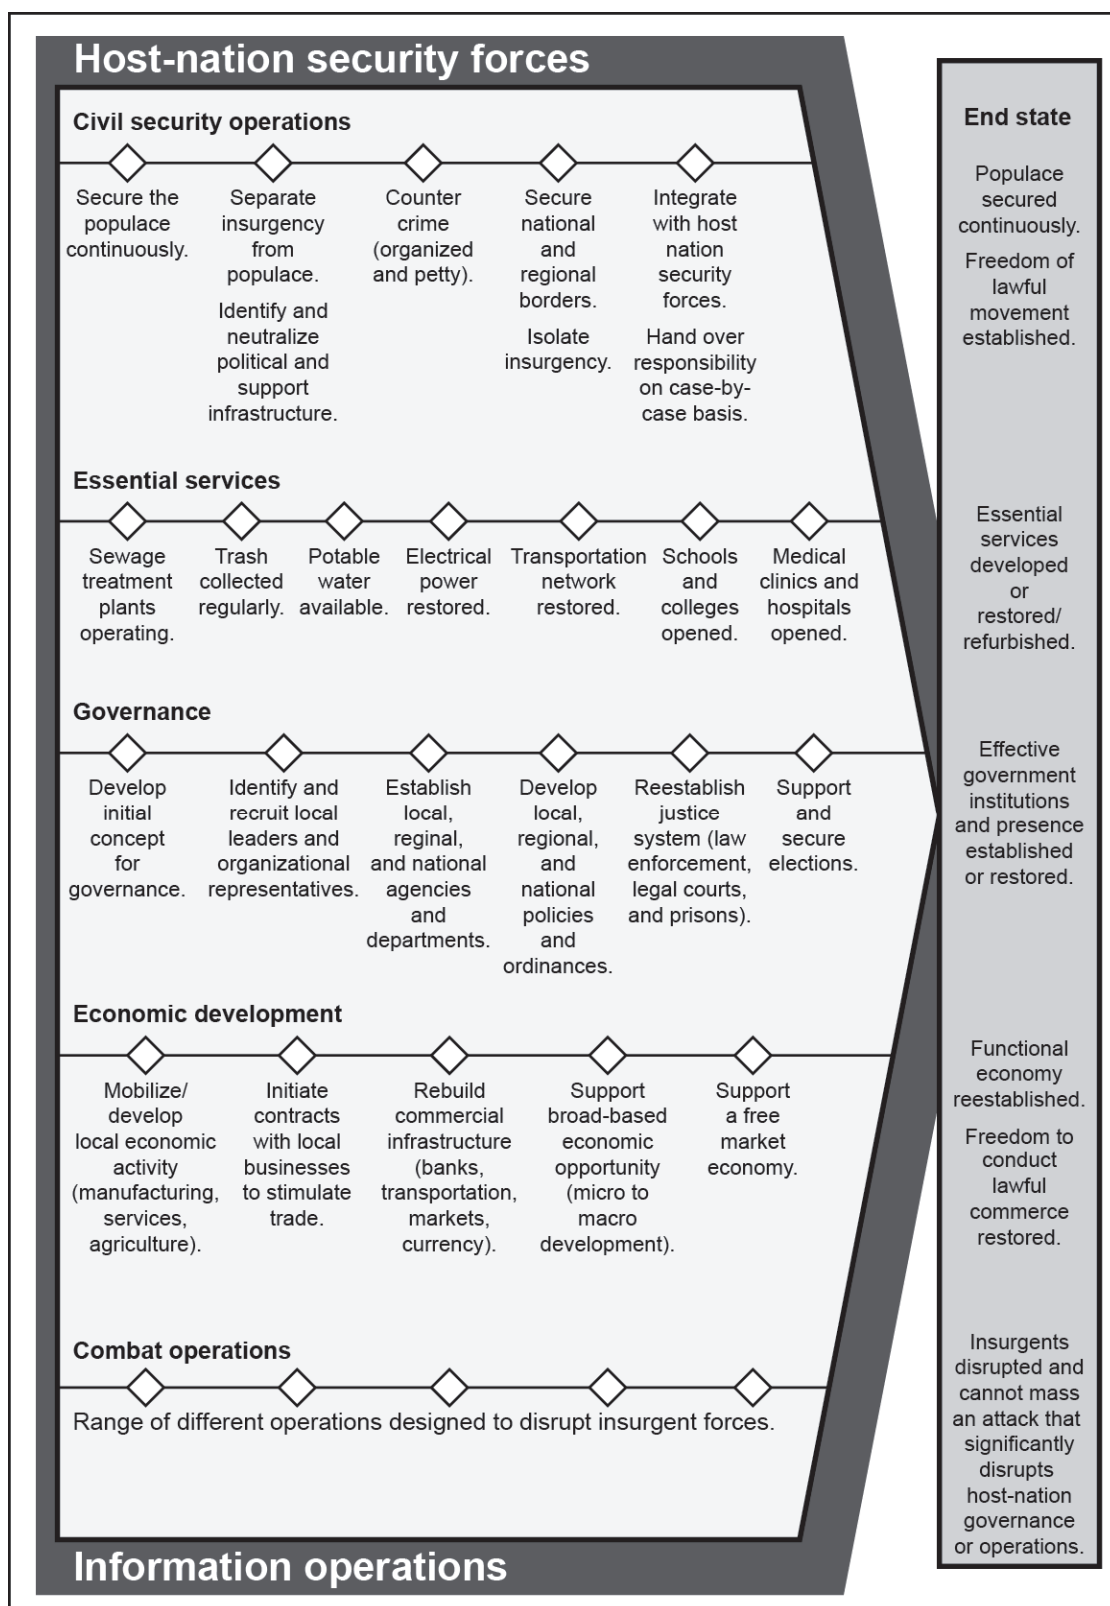 Host-nation security forces
Civil security operations
Secure the
populace
continuously.
Separate
insurgency
from
populace.
Identify and
neutralize
political and
support
infrastructure.
Counter
crime
(organized
and petty).
Secure
national
and
regional
borders.
Isolate
insurgency.
Integrate
with host
nation
security
forces.
Hand over
responsibility
on case-by-
case basis.
Essential services
Sewage
treatment
plants
operating.
Trash
collected
regularly.
Potable
water
available.
Electrical
power
restored.
Transportation
network
restored.
Schools
and
colleges
opened.
Medical
clinics and
hospitals
opened.
Governance
Develop
initial
concept
for
governance.
Identify and
recruit local
leaders and
organizational
representatives.
Establish
local,
reginal,
and national
agencies
and
departments.
Develop
local,
regional,
and
national
policies
and
ordinances.
Reestablish
justice
system (law
enforcement,
legal courts,
and prisons).
Support
and
secure
elections.
Economic development
Mobilize/
develop
local economic
activity
(manufacturing,
services,
agriculture).
Initiate
contracts
with local
businesses
to stimulate
trade.
Rebuild
commercial
infrastructure
(banks,
transportation,
markets,
currency).
Support
broad-based
economic
opportunity
(micro to
macro
development).
Support
a free
market
economy.
Combat operations
Range of different operations designed to disrupt insurgent forces.
Information operations
End state
Populace
secured
continuously.
Freedom of
lawful
movement
established.
Essential
services
developed
or
restored/
refurbished.
Effective
government
institutions
and presence
established
or restored.
Functional
economy
reestablished.
Freedom to
conduct
lawful
commerce
restored.
Insurgents
disrupted and
cannot mass
an attack that
significantly
disrupts
host-nation
governance
or operations.